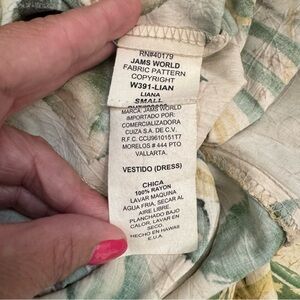 RN#40179
JAMS WORLD
FABRIC PATTERN
COPYRIGHT
W391-LIAN
LIANA
SMALL
MARCA: JAMS WORLD
IMPORTADO POR:
COMERCIALIZADORA
CUIZA S.A. DE C.V.
R.F.C. CCU961015177
MORELOS # 444 PTO
VALLARTA.
VESTIDO (DRESS)
CHICA
100% RAYON
LAVAR MAQUINA
AGUA FRIA, SECAR AL
AIRE LIBRE.
PLANCHADO BAJO
CALOR, LAVAR EN
SECO.
HECHO EN HAWAII
E.U.A.